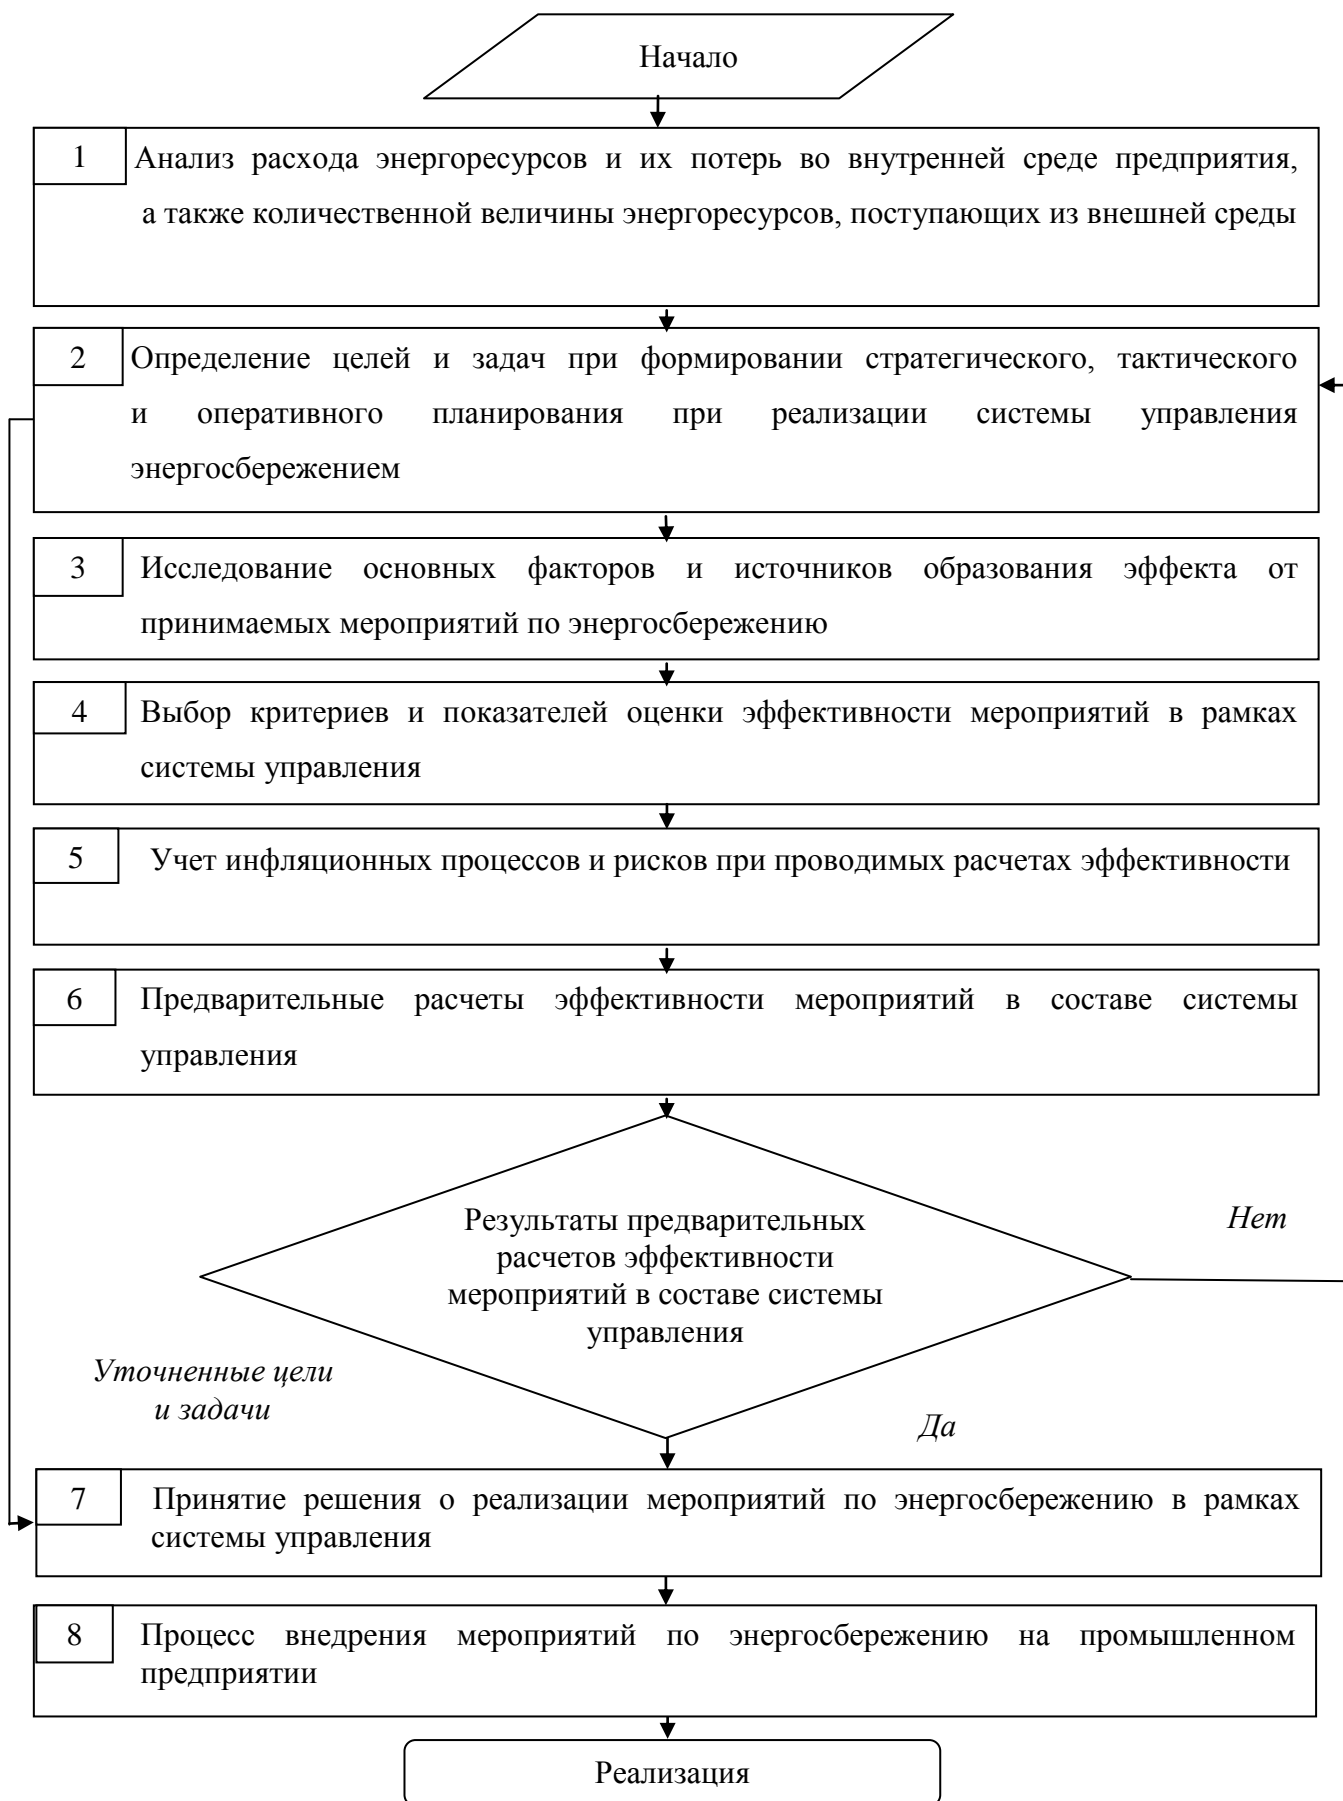 Начало
1
Анализ расхода энергоресурсов и их потерь во внутренней среде предприятия,
а также количественной величины энергоресурсов, поступающих из внешней среды
2
Определение целей и задач при формировании стратегического, тактического
и оперативного планирования при реализации системы управления
энергосбережением
3
Исследование основных факторов и источников образования эффекта от
принимаемых мероприятий по энергосбережению
4
Выбор критериев и показателей оценки эффективности мероприятий в рамках
системы управления
5
Учет инфляционных процессов и рисков при проводимых расчетах эффективности
6
Предварительные расчеты эффективности мероприятий в составе системы
управления
Результаты предварительных
расчетов эффективности
мероприятий в составе системы
управления
Нет
Уточненные цели
и задачи
Да
7
Принятие решения о реализации мероприятий по энергосбережению в рамках
системы управления
8
Процесс внедрения мероприятий по энергосбережению на промышленном
предприятии
Реализация